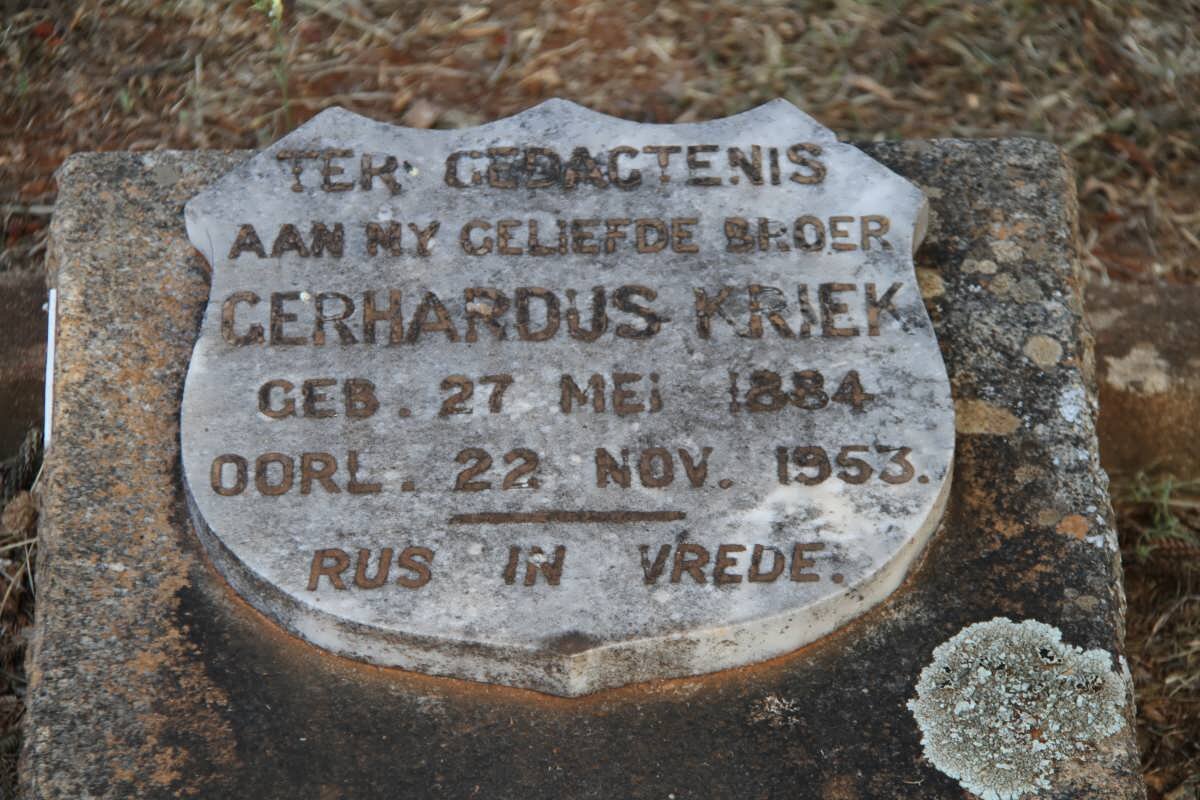 TER GEDACTENIS
AAN MY GELIEFDE BROER
GERHARDUS KRIEK
GEB. 27 MEI 1884
OORL. 22 NOV. 1953.
RUS IN VREDE.